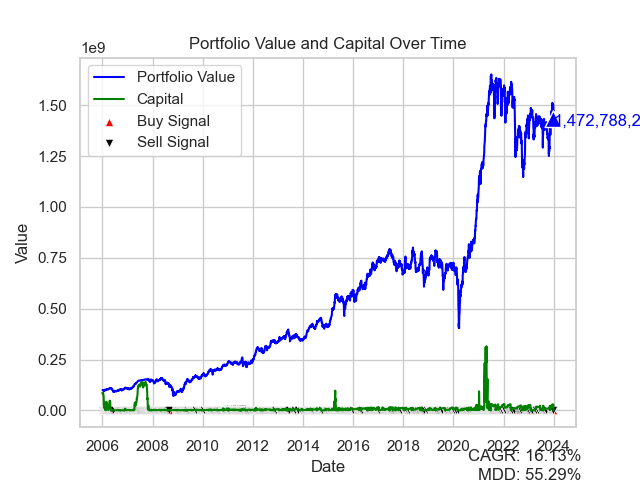 Portfolio Value and Capital Over Time
1e9
Portfolio Value
Capital
Buy Signal
Sell Signal
1.50
1.25
1.00
0.75
0.50
0.25
0.00
Value
1,472,788,2
2006 2008 2010 2012 2014 2016 2018 2020 2022 2024
Date
CAGR: 16.13%
MDD: 55.29%